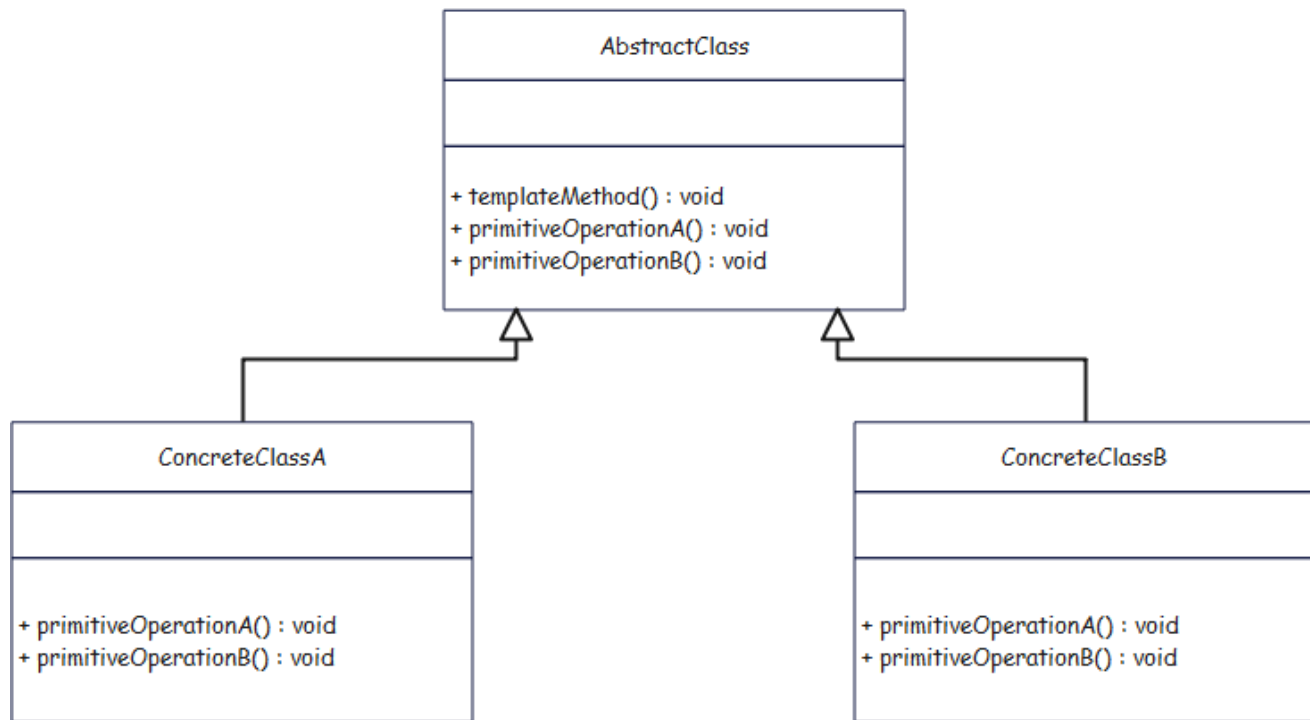 AbstractClass
+ templateMethod() : void
+ primitiveOperationA() : void
+ primitiveOperationB() : void
ConcreteClassA
+ primitiveOperationA() : void
+ primitiveOperationB() : void
ConcreteClassB
+ primitiveOperationA() : void
+ primitiveOperationB() : void